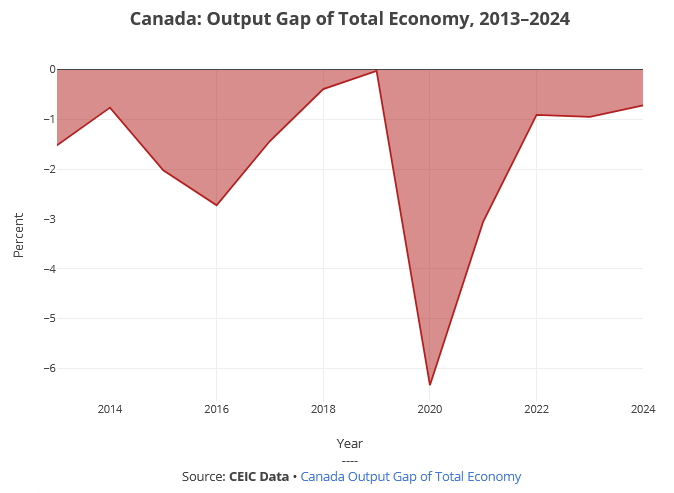 Canada: Output Gap of Total Economy, 2013–2024
0
−1
−2
−3
−4
−5
−6
Percent
2014 2016 2018 2020 2022 2024
Year
----
Source: CEIC Data • Canada Output Gap of Total Economy